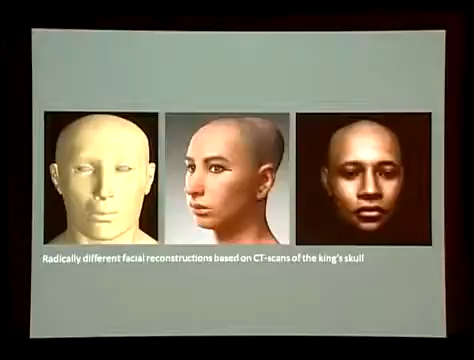 Radically different facial reconstructions based on CT-scans of the king's skull